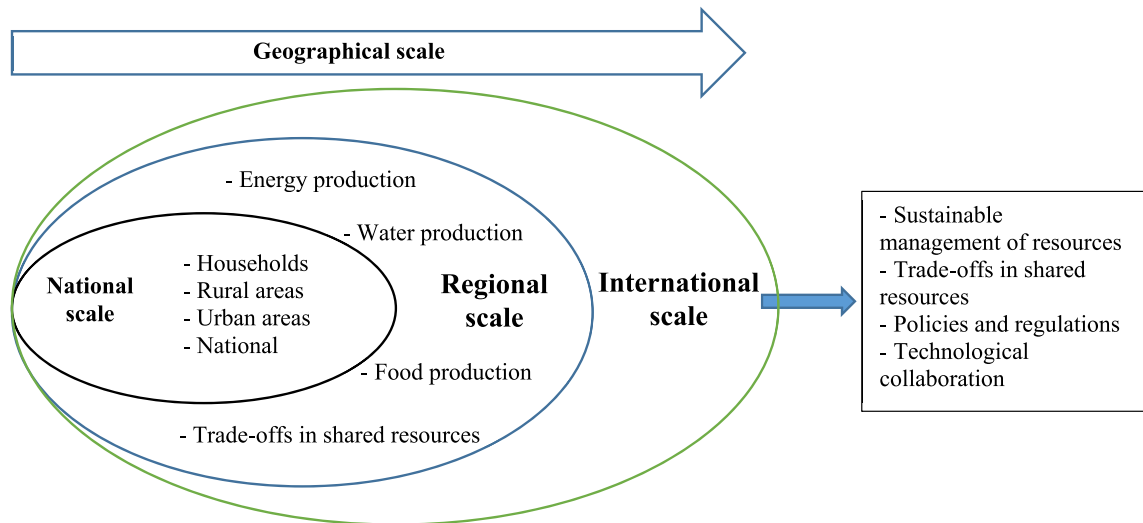 Geographical scale
- Energy production
- Water production
National
scale
- Households
- Rural areas
- Urban areas
- National
Regional
scale
International
scale
- Food production
- Trade-offs in shared resources
- Sustainable
management of resources
- Trade-offs in shared
resources
- Policies and regulations
- Technological
collaboration